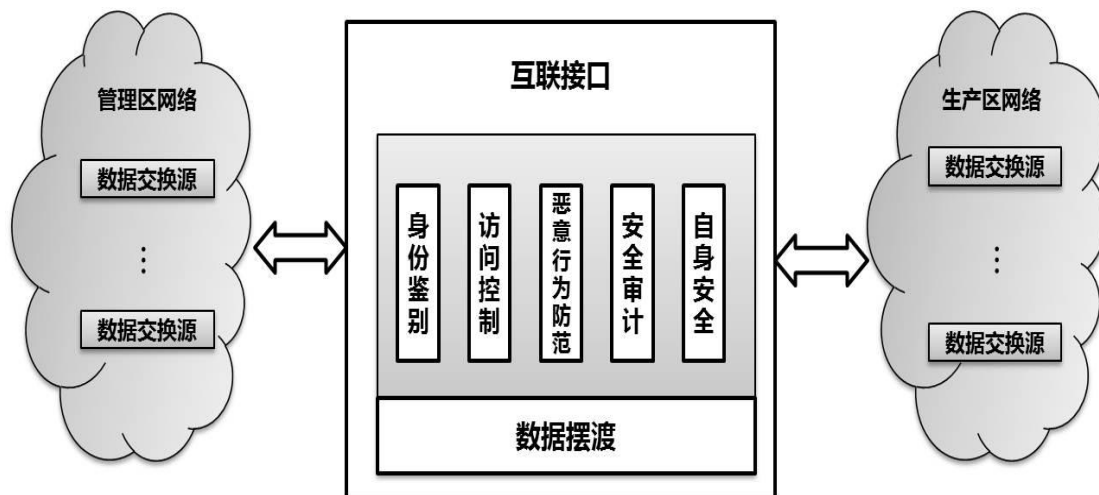 管理区网络
数据交换源
⋮
数据交换源
互联接口
身份鉴别
访问控制
恶意行为防范
安全审计
自身安全
数据摆渡
生产区网络
数据交换源
⋮
数据交换源